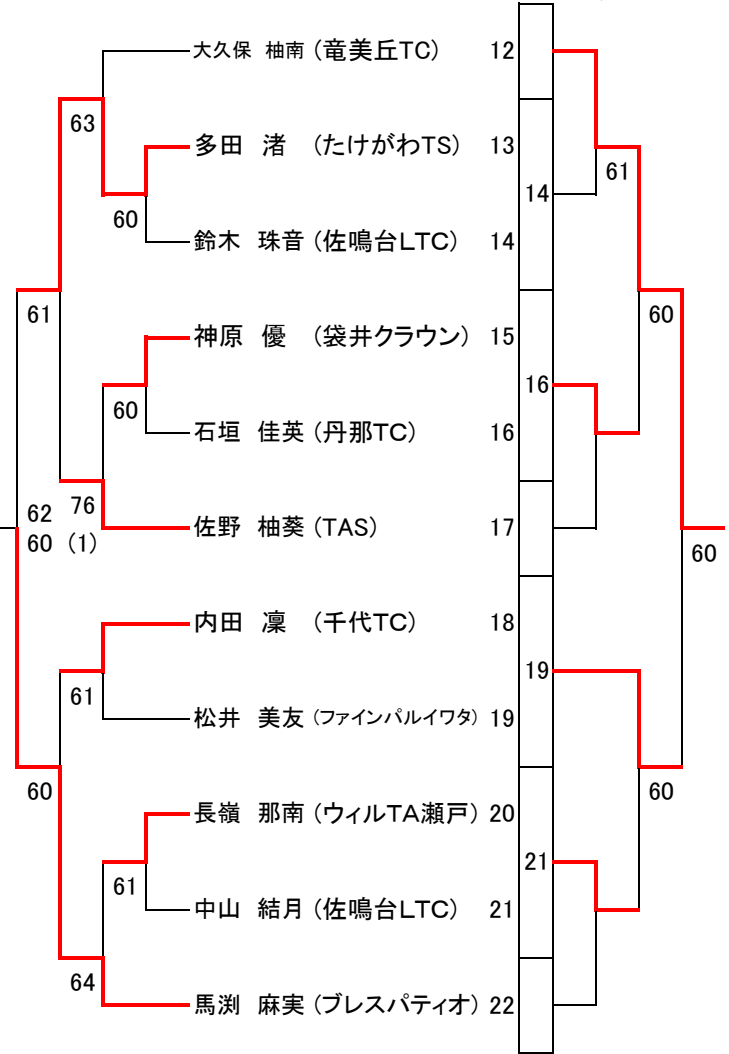 大久保 柚南 (竜美丘TC) 12
63
多田 渚 (たけがわTS) 13
61
14
60
鈴木 珠音 (佐鳴台LTC) 14
61
60
神原 優 (袋井クラウン) 15
16
60
石垣 佳英 (丹那TC) 16
62 76
佐野 柚葵 (TAS) 17
60 (1)
60
内田 凜 (千代TC) 18
19
61
松井 美友 (ファインパルイワタ) 19
60
60
長嶺 那南 (ウィルTA瀬戸) 20
21
61
中山 結月 (佐鳴台LTC) 21
64
馬渕 麻実 (ブレスパティオ) 22